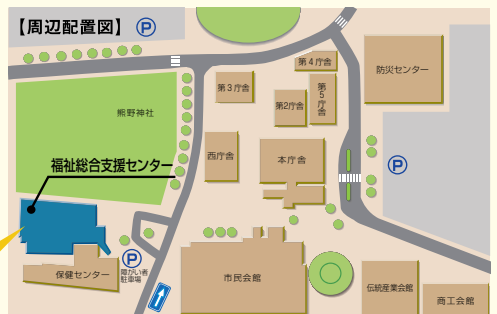 【周辺配置図】 P
第4庁舎
第3庁舎
第2庁舎
第5庁舎
防災センター
熊野神社
西庁舎
本庁舎
福祉総合支援センター
P
P
障がい者
駐車場
保健センター
市民会館
伝統産業会館
商工会館